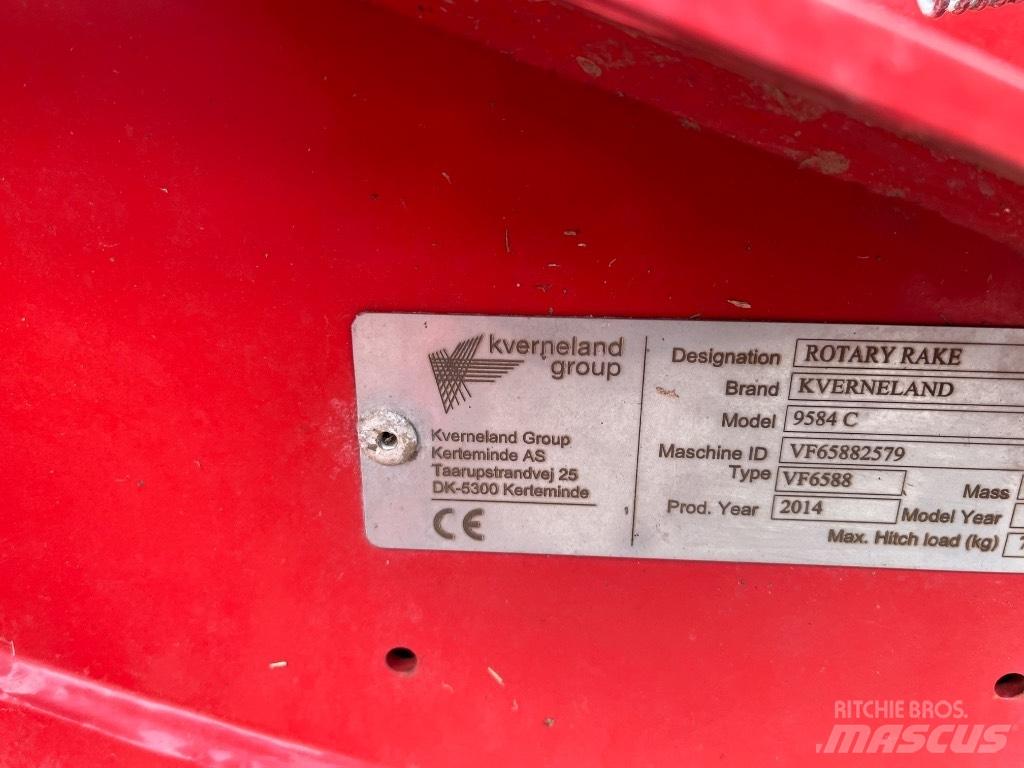 kverneland
group
Kverneland Group
Kerteminde AS
Taarupstrandvej 25
DK-5300 Kerteminde
CE
Designation ROTARY RAKE
Brand KVERNELAND
Model 9584 C
Maschine ID VF65882579
Type VF6588 Mass
Prod. Year 2014 Model Year
Max. Hitch load (kg)
RITCHIE BROS.
MASCUS